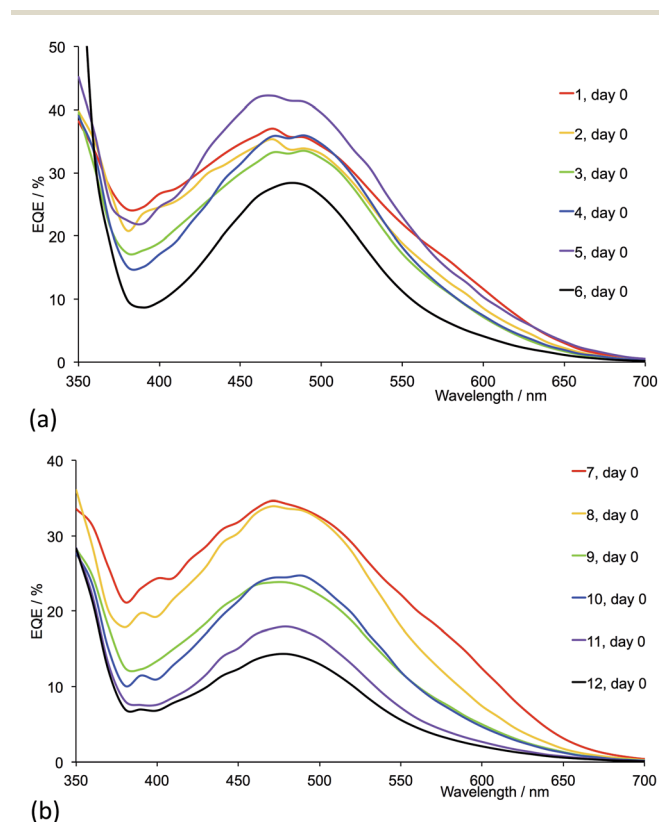 50
40
30
20
10
0
EQE / %
1, day 0
2, day 0
3, day 0
4, day 0
5, day 0
6, day 0
350 400 450 500 550 600 650 700
Wavelength / nm
(a)
40
30
20
10
0
EQE / %
7, day 0
8, day 0
9, day 0
10, day 0
11, day 0
12, day 0
350 400 450 500 550 600 650 700
Wavelength / nm
(b)